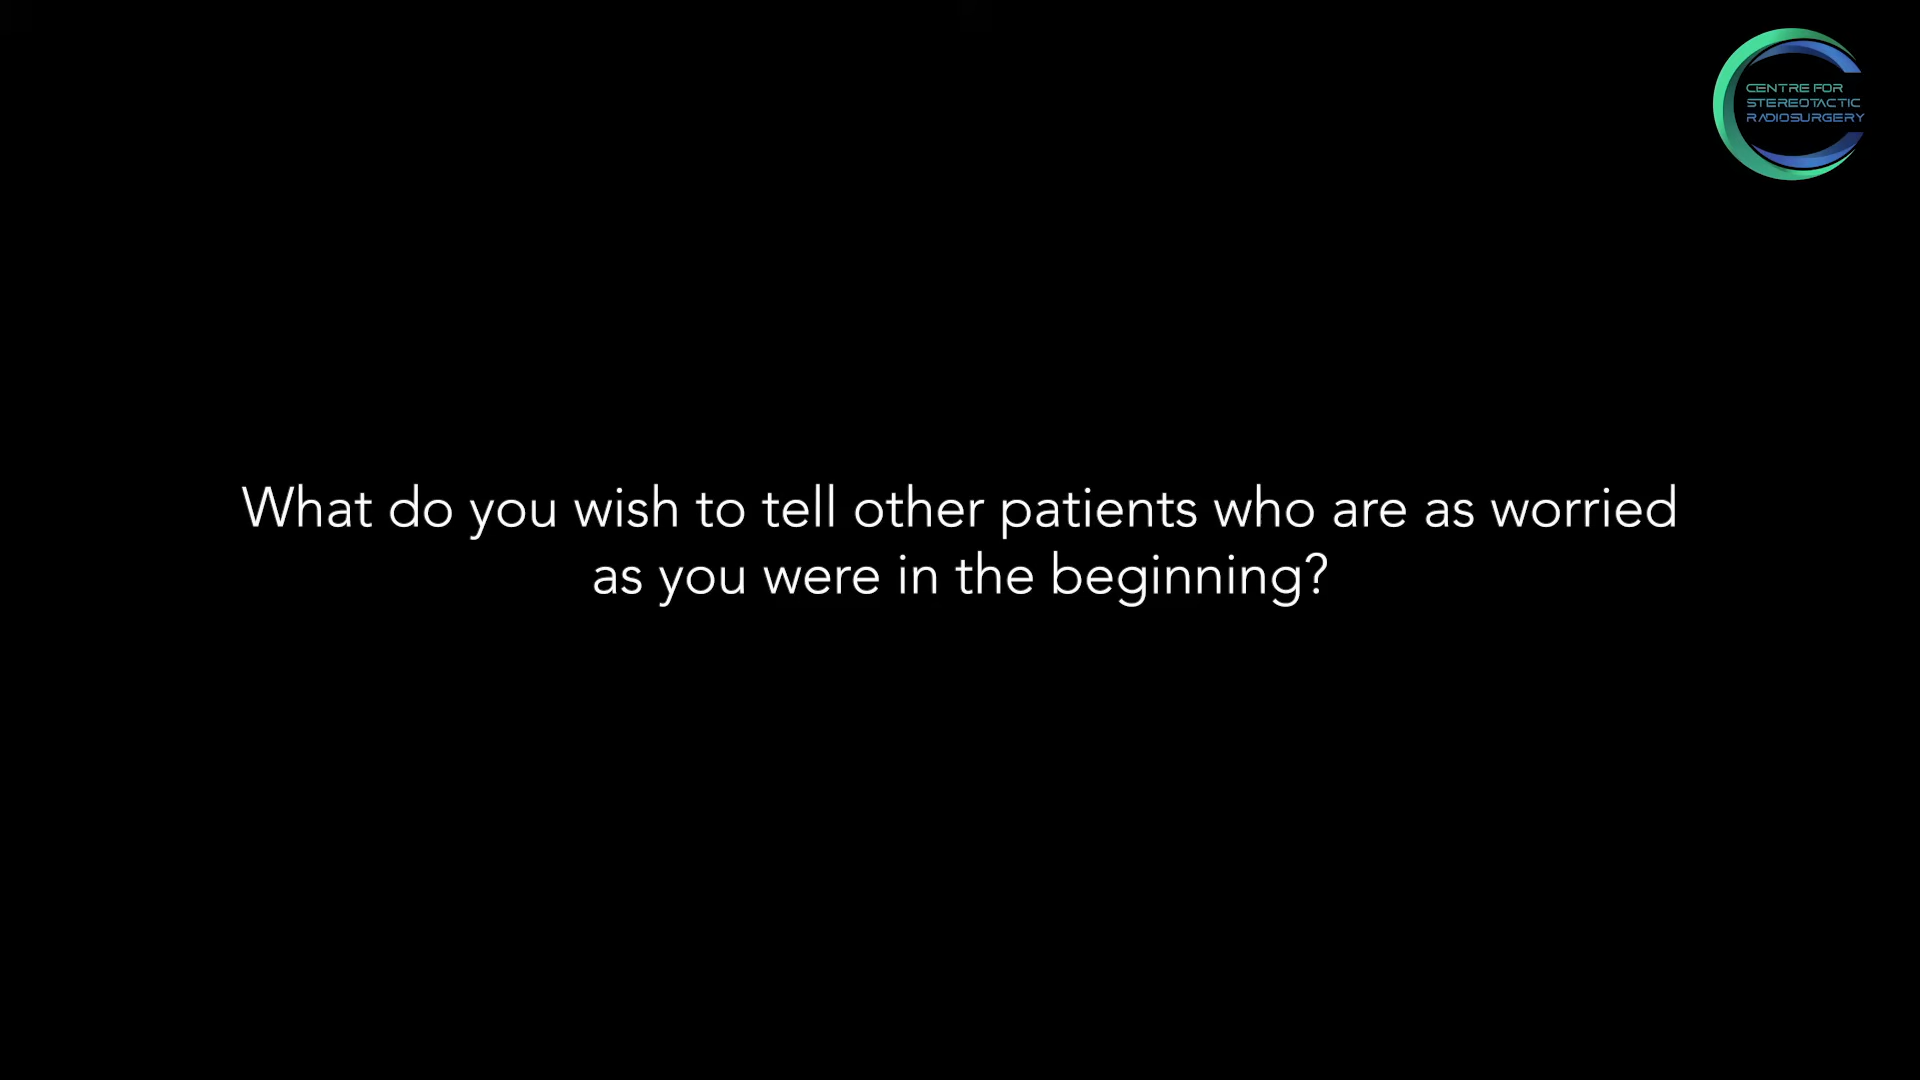 CENTRE FOR
STEREOTACTIC
RADIOSURGERY
What do you wish to tell other patients who are as worried
as you were in the beginning?